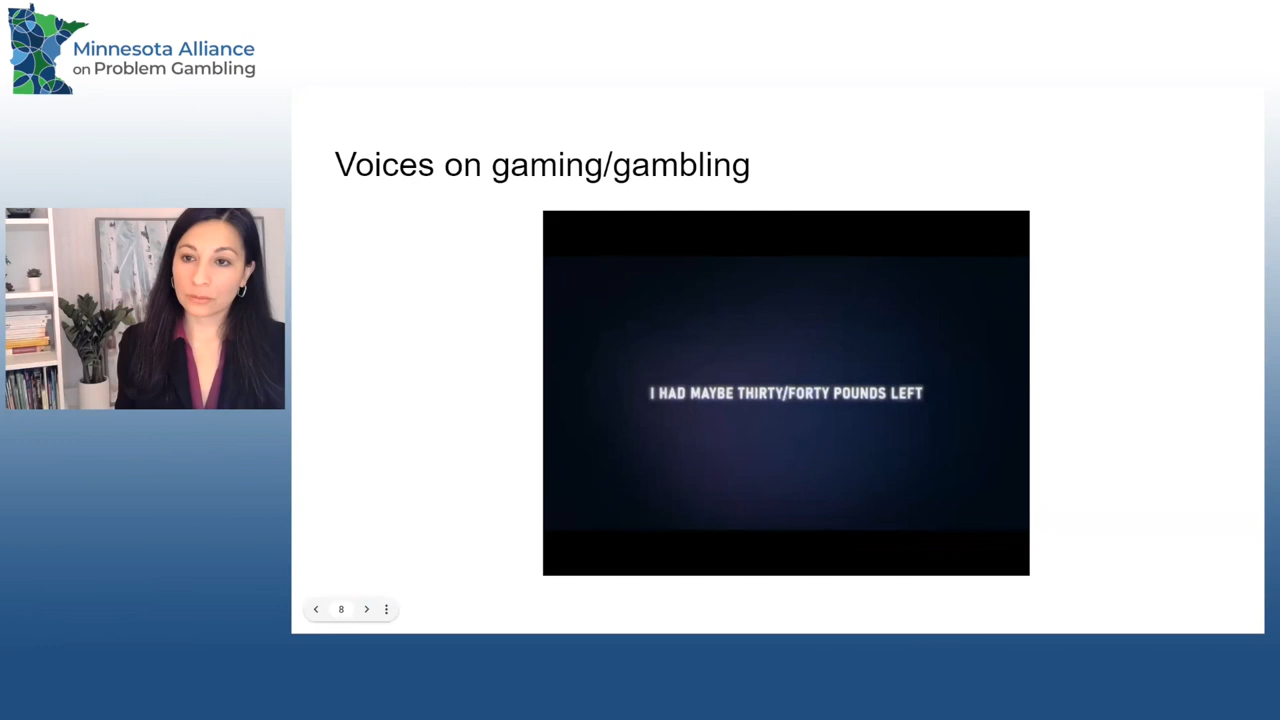 Minnesota Alliance
on Problem Gambling
Voices on gaming/gambling
I HAD MAYBE THIRTY/FORTY POUNDS LEFT
8